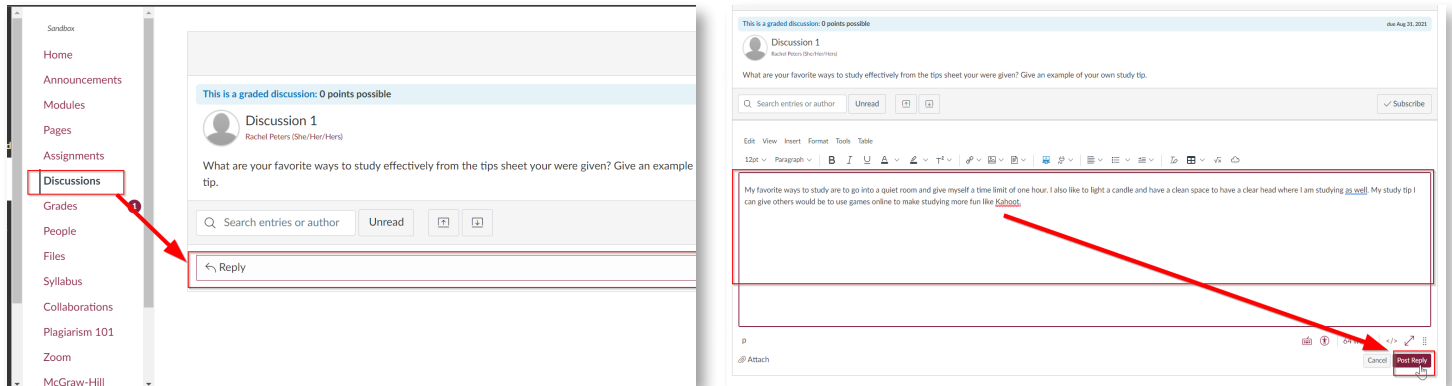 Sandbox
Home
Announcements
Modules
Pages
Assignments
Discussions
Grades
1
People
Files
Syllabus
Collaborations
Plagiarism 101
Zoom
McGraw-Hill
This is a graded discussion: 0 points possible
Discussion 1
Rachel Peters (She/Her/Hers)
What are your favorite ways to study effectively from the tips sheet your were given? Give an example
tip.
Search entries or author Unread
Reply
This is a graded discussion: 0 points possible due Aug 31, 2021
Discussion 1
Rachel Peters (She/Her/Hers)
What are your favorite ways to study effectively from the tips sheet your were given? Give an example of your own study tip.
Search entries or author Unread Subscribe
Edit View Insert Format Tools Table
12pt Paragraph B I U A T²
My favorite ways to study are to go into a quiet room and give myself a time limit of one hour. I also like to light a candle and have a clean space to have a clear head where I am studying as well. My study tip I
can give others would be to use games online to make studying more fun like Kahoot.
p 64 </>
Attach Cancel Post Reply